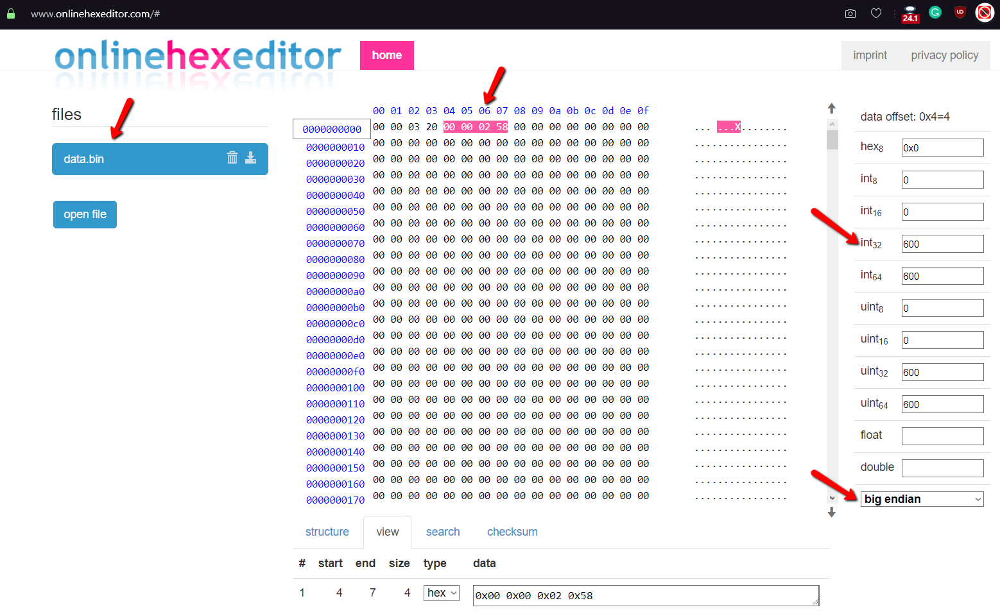 www.onlinehexeditor.com/#
24.1
onlinehexeditor
home
imprint
privacy policy
files
data.bin
open file
00 01 02 03 04 05 06 07 08 09 0a 0b 0c 0d 0e 0f
0000000000 00 00 03 20 00 00 02 58 00 00 00 00 00 00 00 00 ... ...X........
0000000010 00 00 00 00 00 00 00 00 00 00 00 00 00 00 00 00 ................
0000000020 00 00 00 00 00 00 00 00 00 00 00 00 00 00 00 00 ................
0000000030 00 00 00 00 00 00 00 00 00 00 00 00 00 00 00 00 ................
0000000040 00 00 00 00 00 00 00 00 00 00 00 00 00 00 00 00 ................
0000000050 00 00 00 00 00 00 00 00 00 00 00 00 00 00 00 00 ................
0000000060 00 00 00 00 00 00 00 00 00 00 00 00 00 00 00 00 ................
0000000070 00 00 00 00 00 00 00 00 00 00 00 00 00 00 00 00 ................
0000000080 00 00 00 00 00 00 00 00 00 00 00 00 00 00 00 00 ................
0000000090 00 00 00 00 00 00 00 00 00 00 00 00 00 00 00 00 ................
00000000a0 00 00 00 00 00 00 00 00 00 00 00 00 00 00 00 00 ................
00000000b0 00 00 00 00 00 00 00 00 00 00 00 00 00 00 00 00 ................
00000000c0 00 00 00 00 00 00 00 00 00 00 00 00 00 00 00 00 ................
00000000d0 00 00 00 00 00 00 00 00 00 00 00 00 00 00 00 00 ................
00000000e0 00 00 00 00 00 00 00 00 00 00 00 00 00 00 00 00 ................
00000000f0 00 00 00 00 00 00 00 00 00 00 00 00 00 00 00 00 ................
0000000100 00 00 00 00 00 00 00 00 00 00 00 00 00 00 00 00 ................
0000000110 00 00 00 00 00 00 00 00 00 00 00 00 00 00 00 00 ................
0000000120 00 00 00 00 00 00 00 00 00 00 00 00 00 00 00 00 ................
0000000130 00 00 00 00 00 00 00 00 00 00 00 00 00 00 00 00 ................
0000000140 00 00 00 00 00 00 00 00 00 00 00 00 00 00 00 00 ................
0000000150 00 00 00 00 00 00 00 00 00 00 00 00 00 00 00 00 ................
0000000160 00 00 00 00 00 00 00 00 00 00 00 00 00 00 00 00 ................
0000000170 00 00 00 00 00 00 00 00 00 00 00 00 00 00 00 00 ................
data offset: 0x4=4
hex8 0x0
int8 0
int16 0
int32 600
int64 600
uint8 0
uint16 0
uint32 600
uint64 600
float
double
big endian
structure view search checksum
# start end size type data
1 4 7 4 hex 0x00 0x00 0x02 0x58